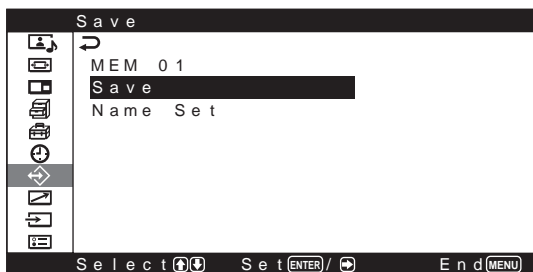 Save
MEM 01
Save
Name Set
Select Set ENTER / End MENU